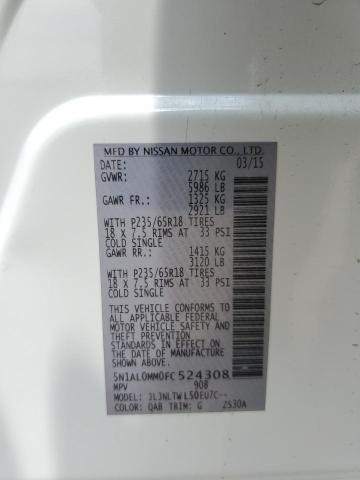 MFD BY NISSAN MOTOR CO., LTD.
DATE: 03/15
GVWR: 2715 KG
5986 LB
GAWR FR.: 1325 KG
2921 LB
WITH P235/65R18 TIRES
18 X 7.5 RIMS AT 33 PSI
COLD SINGLE
GAWR RR.: 1415 KG
3120 LB
WITH P235/65R18 TIRES
18 X 7.5 RIMS AT 33 PSI
COLD SINGLE
THIS VEHICLE CONFORMS TO
ALL APPLICABLE FEDERAL
MOTOR VEHICLE SAFETY
AND THEFT PREVENTION
STANDARDS IN EFFECT ON
THE DATE OF MANUFACTURE
SHOWN ABOVE.
5N1AL0MM0FC524308
MPV 908
MODEL: JLJNLTWL50EU7C--
COLOR: QAB TRIM: G ZS30A